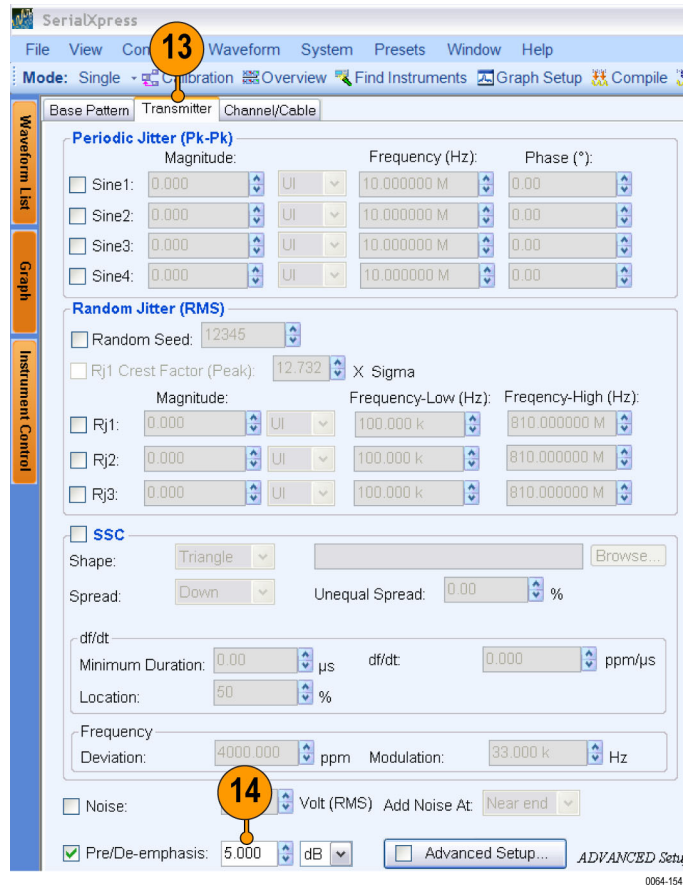 SerialXpress
File View Con Waveform System Presets Window Help
Mode: Single Calibration Overview Find Instruments Graph Setup Compile
Base Pattern Transmitter Channel/Cable
13
Waveform List
Graph
Instrument Control
Periodic Jitter (Pk-Pk)
Magnitude: Frequency (Hz): Phase (°):
Sine1: 0.000 UI 10.000000 M 0.00
Sine2: 0.000 UI 10.000000 M 0.00
Sine3: 0.000 UI 10.000000 M 0.00
Sine4: 0.000 UI 10.000000 M 0.00
Random Jitter (RMS)
Random Seed: 12345
Rj1 Crest Factor (Peak): 12.732 X Sigma
Magnitude: Frequency-Low (Hz): Freqency-High (Hz):
Rj1: 0.000 UI 100.000 k 810.000000 M
Rj2: 0.000 UI 100.000 k 810.000000 M
Rj3: 0.000 UI 100.000 k 810.000000 M
SSC
Shape: Triangle Browse...
Spread: Down Unequal Spread: 0.00 %
df/dt
Minimum Duration: 0.00 µs df/dt: 0.000 ppm/µs
Location: 50 %
Frequency
Deviation: 4000.000 ppm Modulation: 33.000 k Hz
14
Noise: Volt (RMS) Add Noise At: Near end
Pre/De-emphasis: 5.000 dB Advanced Setup... ADVANCED Setu
0064-154